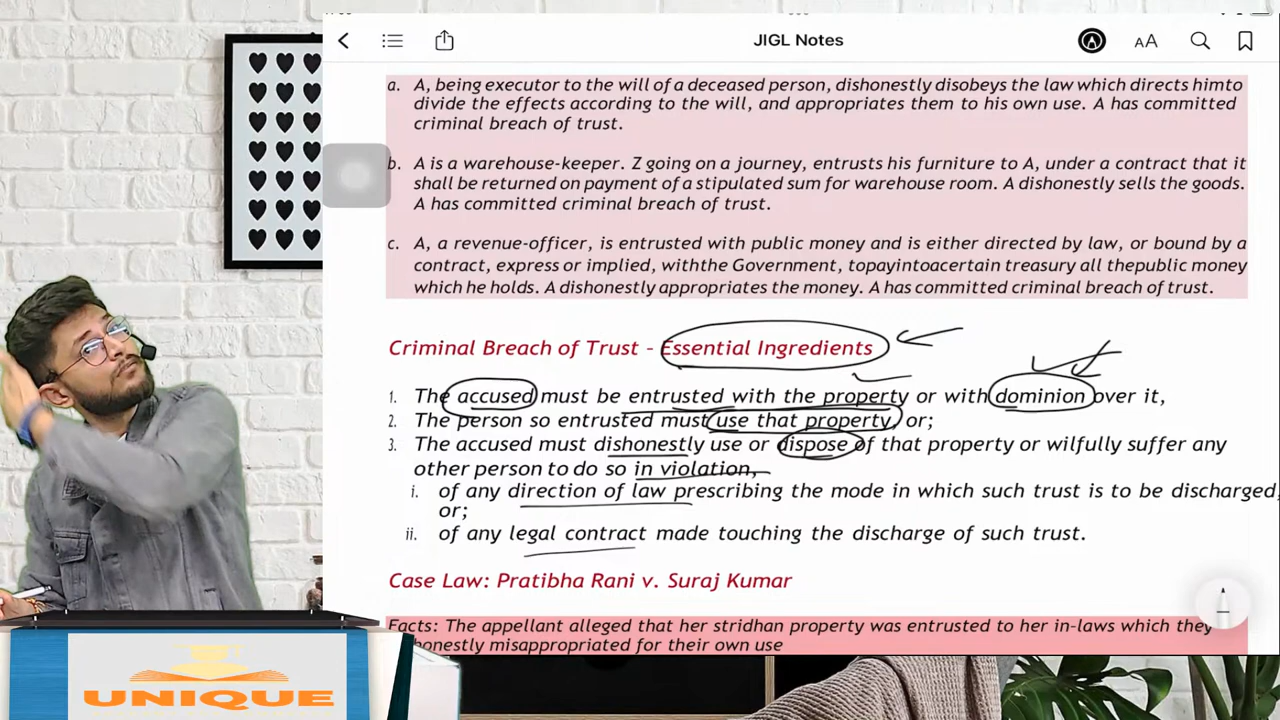 JIGL Notes
AA
a. A, being executor to the will of a deceased person, dishonestly disobeys the law which directs himto
divide the effects according to the will, and appropriates them to his own use. A has committed
criminal breach of trust.
b. A is a warehouse-keeper. Z going on a journey, entrusts his furniture to A, under a contract that it
shall be returned on payment of a stipulated sum for warehouse room. A dishonestly sells the goods.
A has committed criminal breach of trust.
c. A, a revenue-officer, is entrusted with public money and is either directed by law, or bound by a
contract, express or implied, withthe Government, topayintoacertain treasury all thepublic money
which he holds. A dishonestly appropriates the money. A has committed criminal breach of trust.
Criminal Breach of Trust - Essential Ingredients
1. The accused must be entrusted with the property or with dominion over it,
2. The person so entrusted must use that property, or;
3. The accused must dishonestly use or dispose of that property or wilfully suffer any
other person to do so in violation,
i. of any direction of law prescribing the mode in which such trust is to be discharged,
or;
ii. of any legal contract made touching the discharge of such trust.
Case Law: Pratibha Rani v. Suraj Kumar
Facts: The appellant alleged that her stridhan property was entrusted to her in-laws which they
misappropriated for their own use
UNIQUE